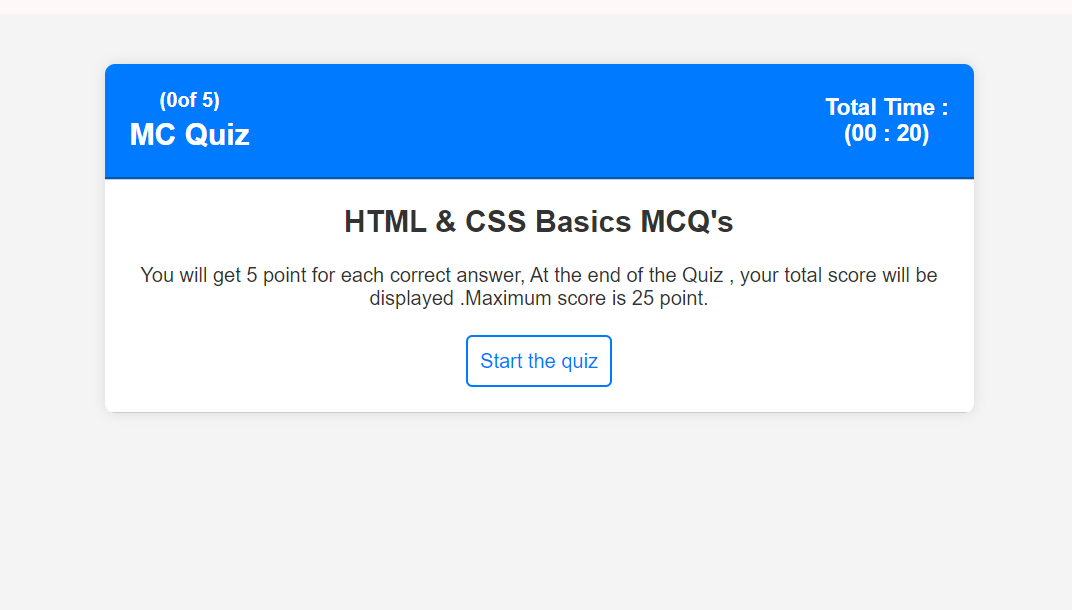 (0of 5)
MC Quiz
Total Time :
(00 : 20)
HTML & CSS Basics MCQ's
You will get 5 point for each correct answer, At the end of the Quiz , your total score will be
displayed .Maximum score is 25 point.
Start the quiz